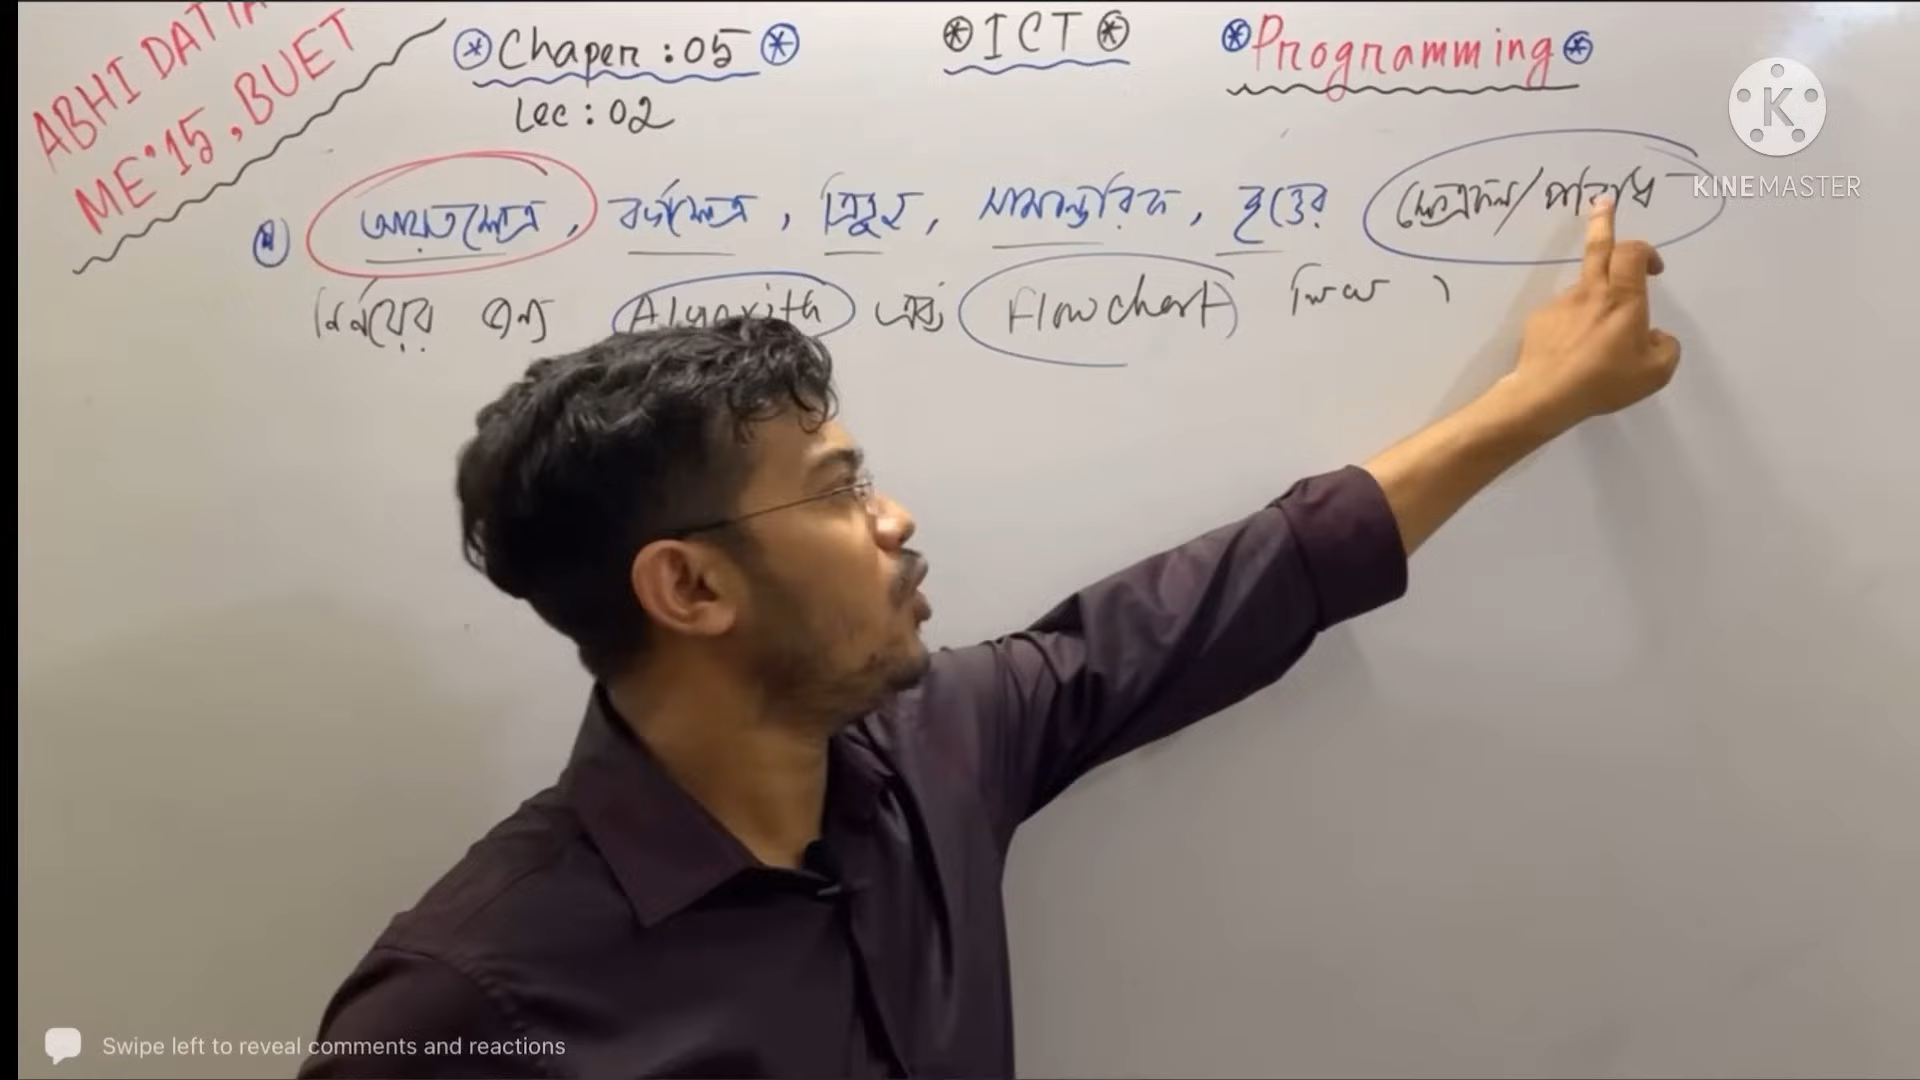 ABHI DATTA
ME'15, BUET
Chaper : 05
Lec : 02
ICT
Programming
KINEMASTER
আয়তক্ষেত্র, বর্গক্ষেত্র, ত্রিভুজ, সামান্তরিক, বৃত্তের ক্ষেত্রফল/পরিধি
নির্ণয়ের জন্য এবং Flowchart লিখ ।
Swipe left to reveal comments and reactions